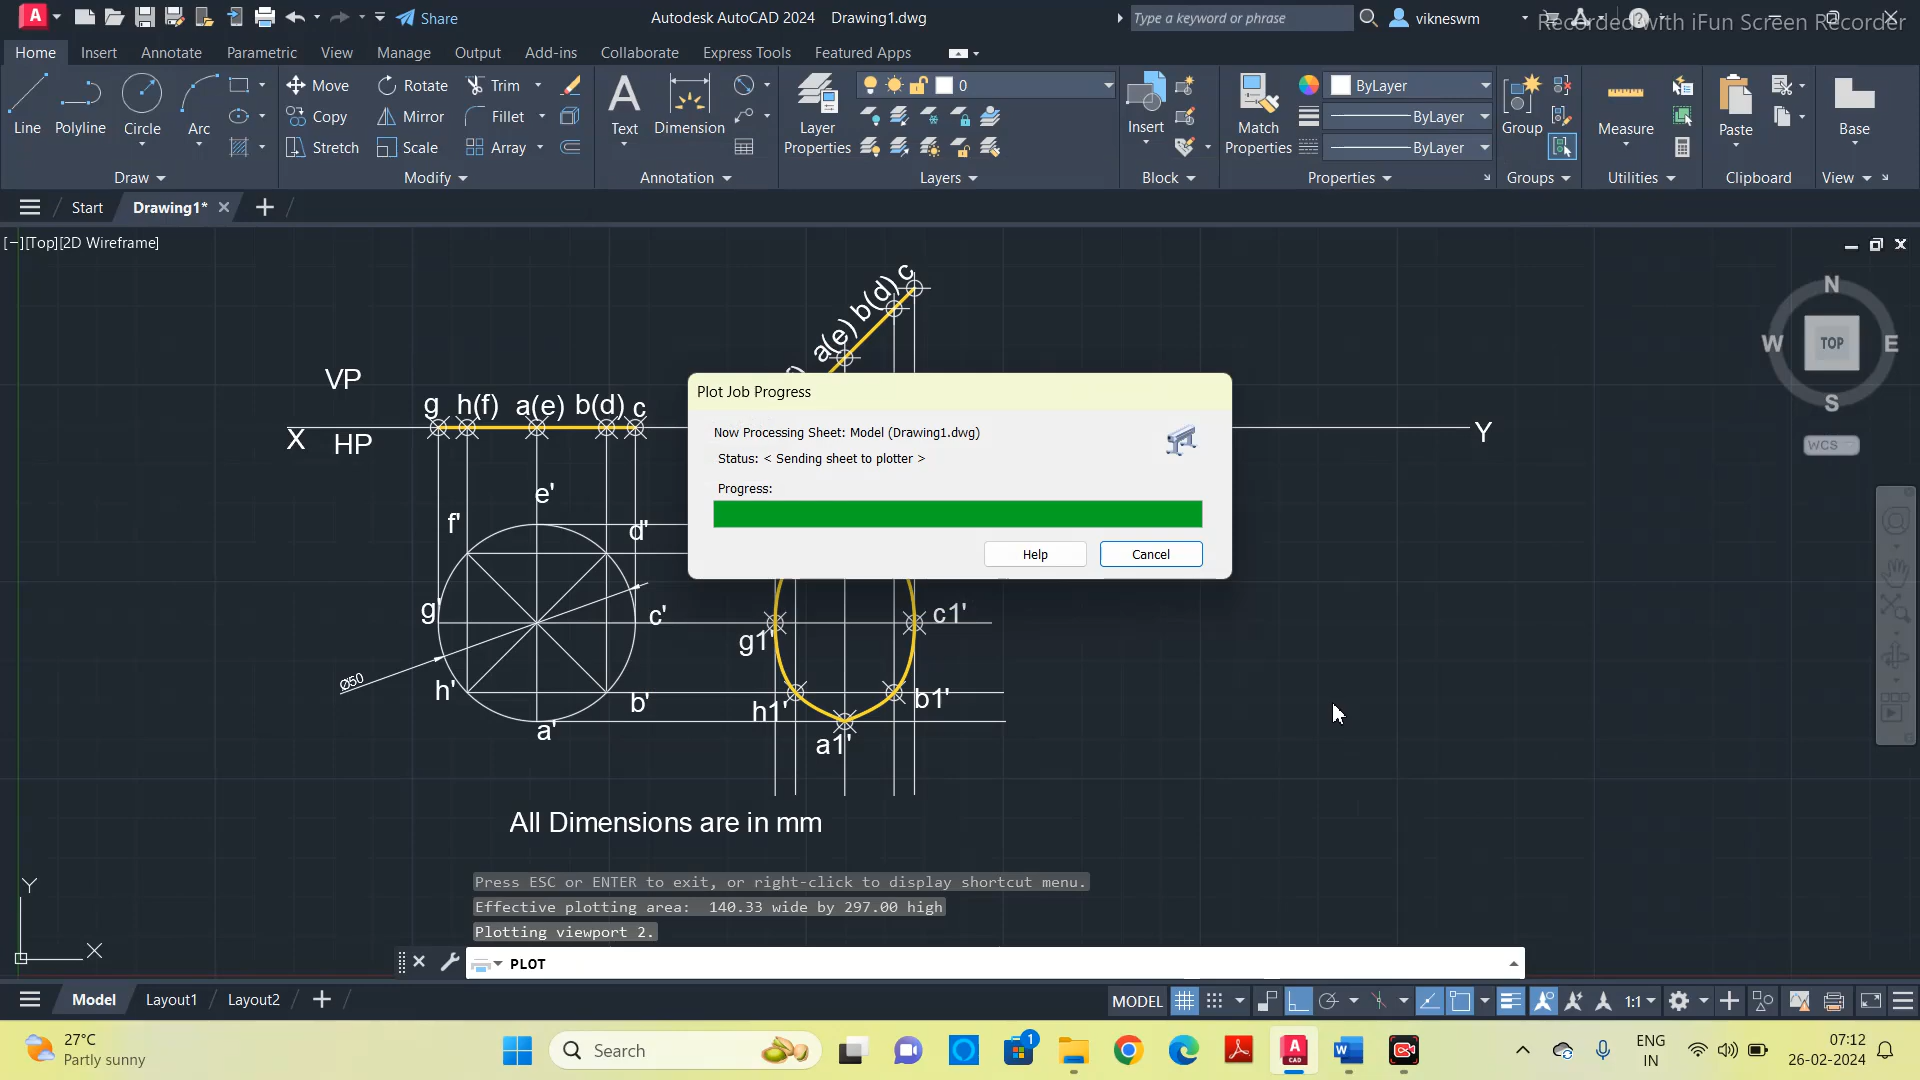 Share
Autodesk AutoCAD 2024 Drawing1.dwg
Type a keyword or phrase
vikneswm
Recorded with iFun Screen Recorder
Home Insert Annotate Parametric View Manage Output Add-ins Collaborate Express Tools Featured Apps
Line Polyline Circle Arc
Move Rotate Trim
Copy Mirror Fillet
Stretch Scale Array
Text Dimension
Layer Properties
0
Insert
Match Properties
ByLayer
ByLayer
ByLayer
Group
Measure
Paste
Base
Draw Modify Annotation Layers Block Properties Groups Utilities Clipboard View
Start Drawing1*
[−][Top][2D Wireframe]
N
W TOP E
S
WCS
a(e) b(d) c
VP
g h(f) a(e) b(d) c
X HP
Y
Plot Job Progress
Now Processing Sheet: Model (Drawing1.dwg)
Status: < Sending sheet to plotter >
Progress:
Help Cancel
e'
f' d'
g' c'
g1' c1'
Ø50
h' b'
h1' b1'
a'
a1'
All Dimensions are in mm
Press ESC or ENTER to exit, or right-click to display shortcut menu.
Effective plotting area: 140.33 wide by 297.00 high
Plotting viewport 2.
Y
X
PLOT
Model Layout1 Layout2
MODEL
1:1
27°C
Partly sunny
Search
1
A
CAD
W
ENG
IN
07:12
26-02-2024